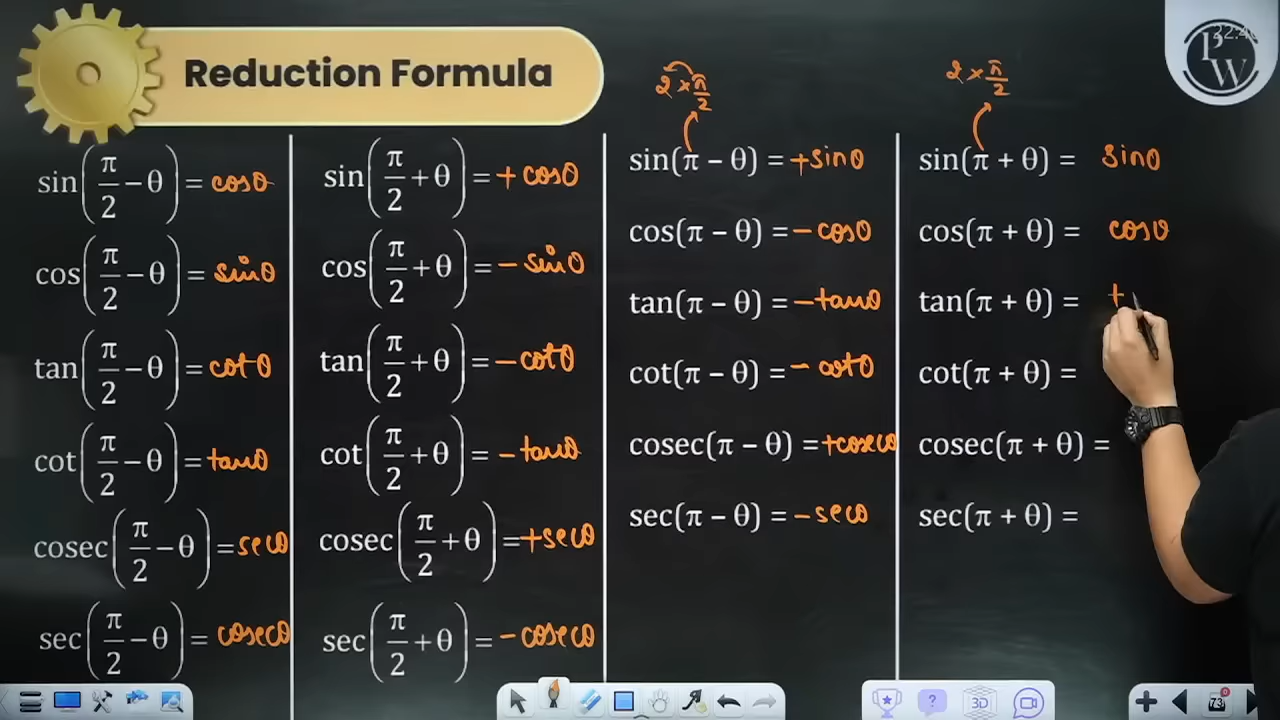 Reduction Formula
PW
sin(π/2 − θ) = cosθ
cos(π/2 − θ) = sinθ
tan(π/2 − θ) = cotθ
cot(π/2 − θ) = tanθ
cosec(π/2 − θ) = secθ
sec(π/2 − θ) = cosecθ
sin(π/2 + θ) = + cosθ
cos(π/2 + θ) = − sinθ
tan(π/2 + θ) = − cotθ
cot(π/2 + θ) = − tanθ
cosec(π/2 + θ) = + secθ
sec(π/2 + θ) = − cosecθ
2 × π/2
sin(π − θ) = + sinθ
cos(π − θ) = − cosθ
tan(π − θ) = − tanθ
cot(π − θ) = − cotθ
cosec(π − θ) = + cosecθ
sec(π − θ) = − secθ
2 × π/2
sin(π + θ) = sinθ
cos(π + θ) = cosθ
tan(π + θ) = t
cot(π + θ) =
cosec(π + θ) =
sec(π + θ) =
3D
73